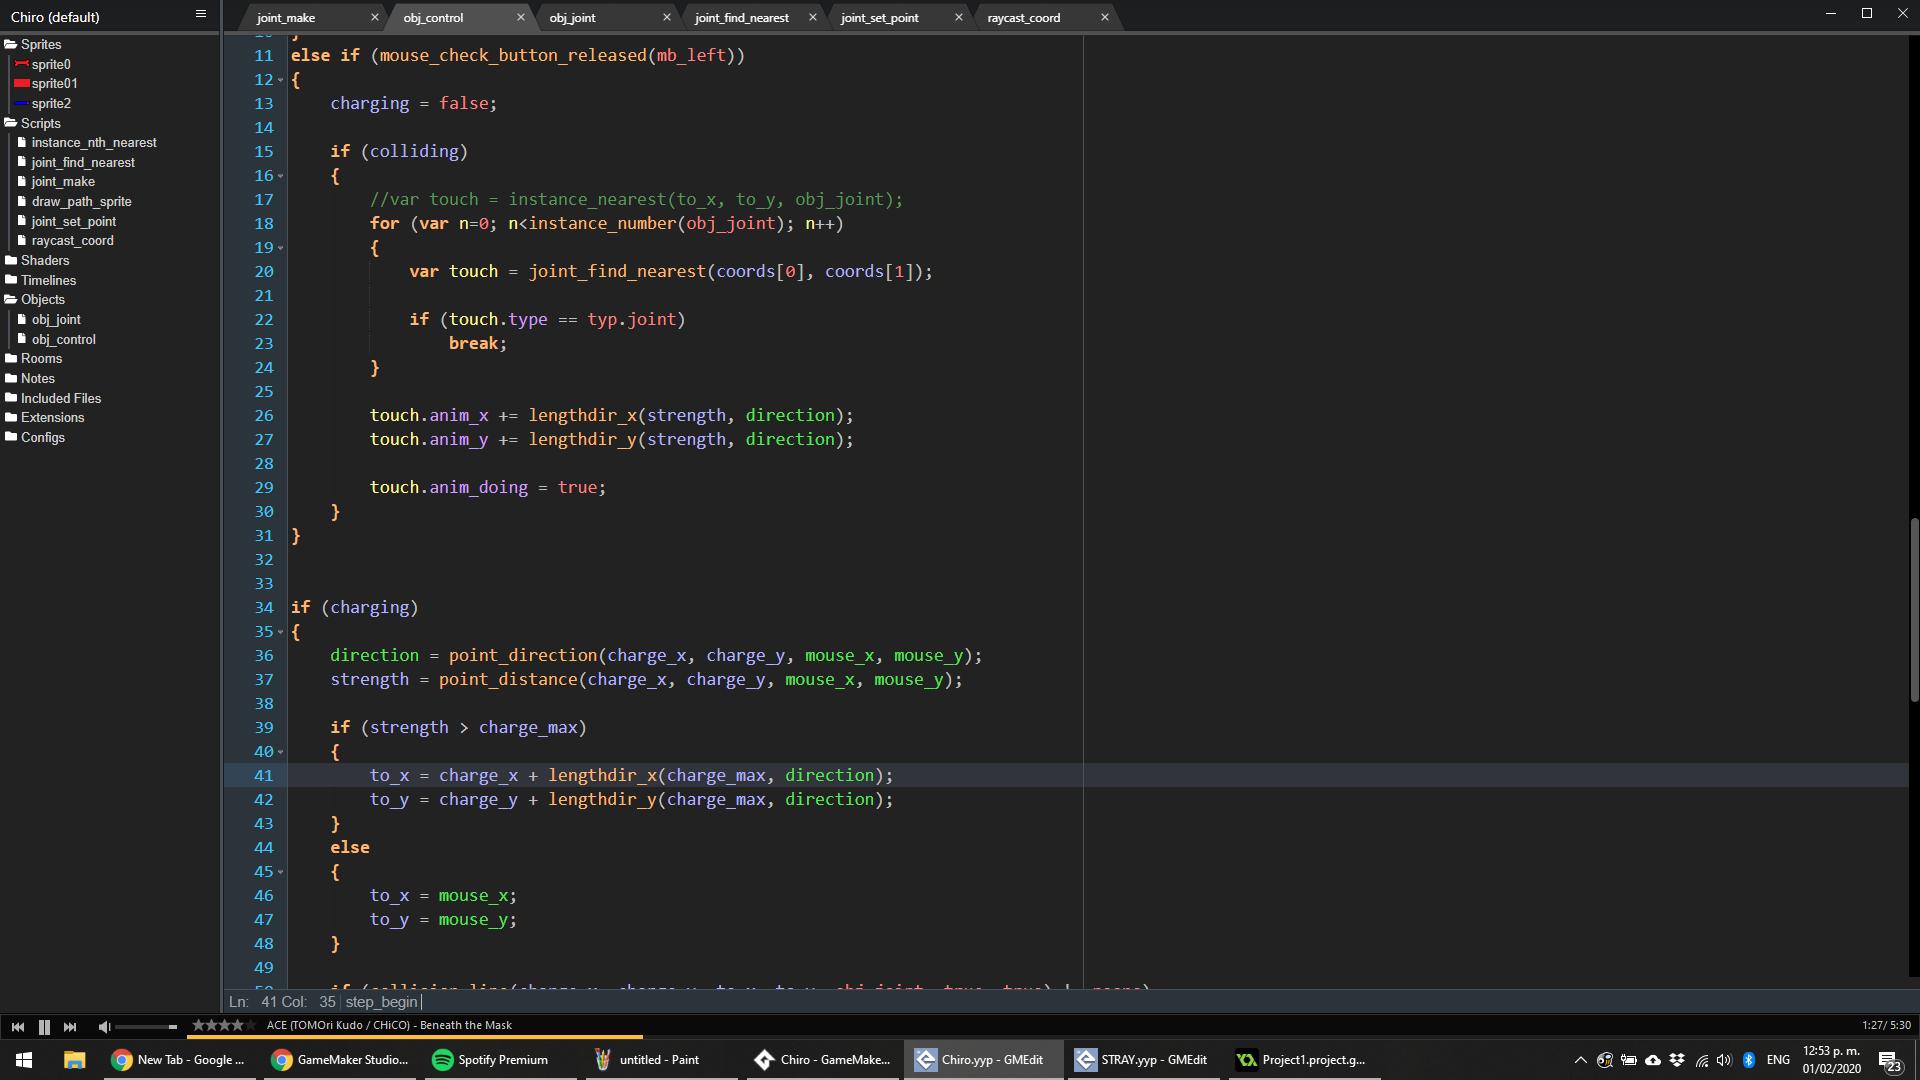 Chiro (default)
joint_make
obj_control
obj_joint
joint_find_nearest
joint_set_point
raycast_coord
Sprites
sprite0
sprite01
sprite2
Scripts
instance_nth_nearest
joint_find_nearest
joint_make
draw_path_sprite
joint_set_point
raycast_coord
Shaders
Timelines
Objects
obj_joint
obj_control
Rooms
Notes
Included Files
Extensions
Configs
11 else if (mouse_check_button_released(mb_left))
12 {
13 charging = false;
14
15 if (colliding)
16 {
17 //var touch = instance_nearest(to_x, to_y, obj_joint);
18 for (var n=0; n<instance_number(obj_joint); n++)
19 {
20 var touch = joint_find_nearest(coords[0], coords[1]);
21
22 if (touch.type == typ.joint)
23 break;
24 }
25
26 touch.anim_x += lengthdir_x(strength, direction);
27 touch.anim_y += lengthdir_y(strength, direction);
28
29 touch.anim_doing = true;
30 }
31 }
32
33
34 if (charging)
35 {
36 direction = point_direction(charge_x, charge_y, mouse_x, mouse_y);
37 strength = point_distance(charge_x, charge_y, mouse_x, mouse_y);
38
39 if (strength > charge_max)
40 {
41 to_x = charge_x + lengthdir_x(charge_max, direction);
42 to_y = charge_y + lengthdir_y(charge_max, direction);
43 }
44 else
45 {
46 to_x = mouse_x;
47 to_y = mouse_y;
48 }
49
Ln: 41 Col: 35 step_begin
ACE (TOMOri Kudo / CHiCO) - Beneath the Mask
1:27/ 5:30
New Tab - Google ...
GameMaker Studio...
Spotify Premium
untitled - Paint
Chiro - GameMake...
Chiro.yyp - GMEdit
STRAY.yyp - GMEdit
Project1.project.g...
ENG
12:53 p. m.
01/02/2020
23